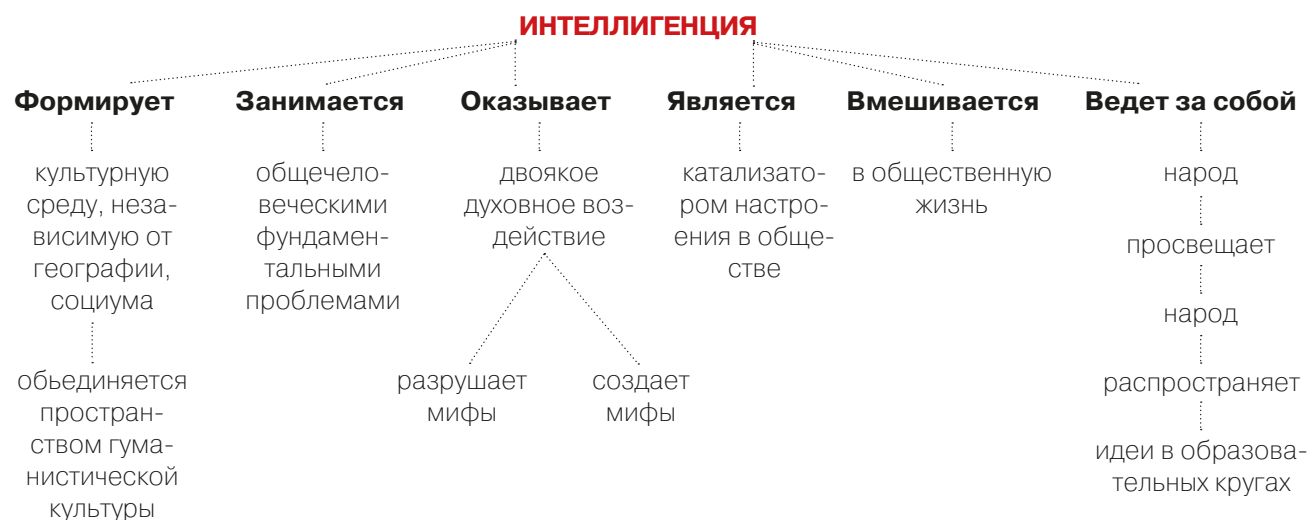 ИНТЕЛЛИГЕНЦИЯ
Формирует
культурную
среду, неза-
висимую от
географии,
социума
обьединяется
простран-
ством гума-
нистической
культуры
Занимается
общечело-
веческими
фундамен-
тальными
проблемами
Оказывает
двоякое
духовное воз-
действие
разрушает
мифы
создает
мифы
Является
катализато-
ром настро-
ения в обще-
стве
Вмешивается
в общественную
жизнь
Ведет за собой
народ
просвещает
народ
распространяет
идеи в образова-
тельных кругах